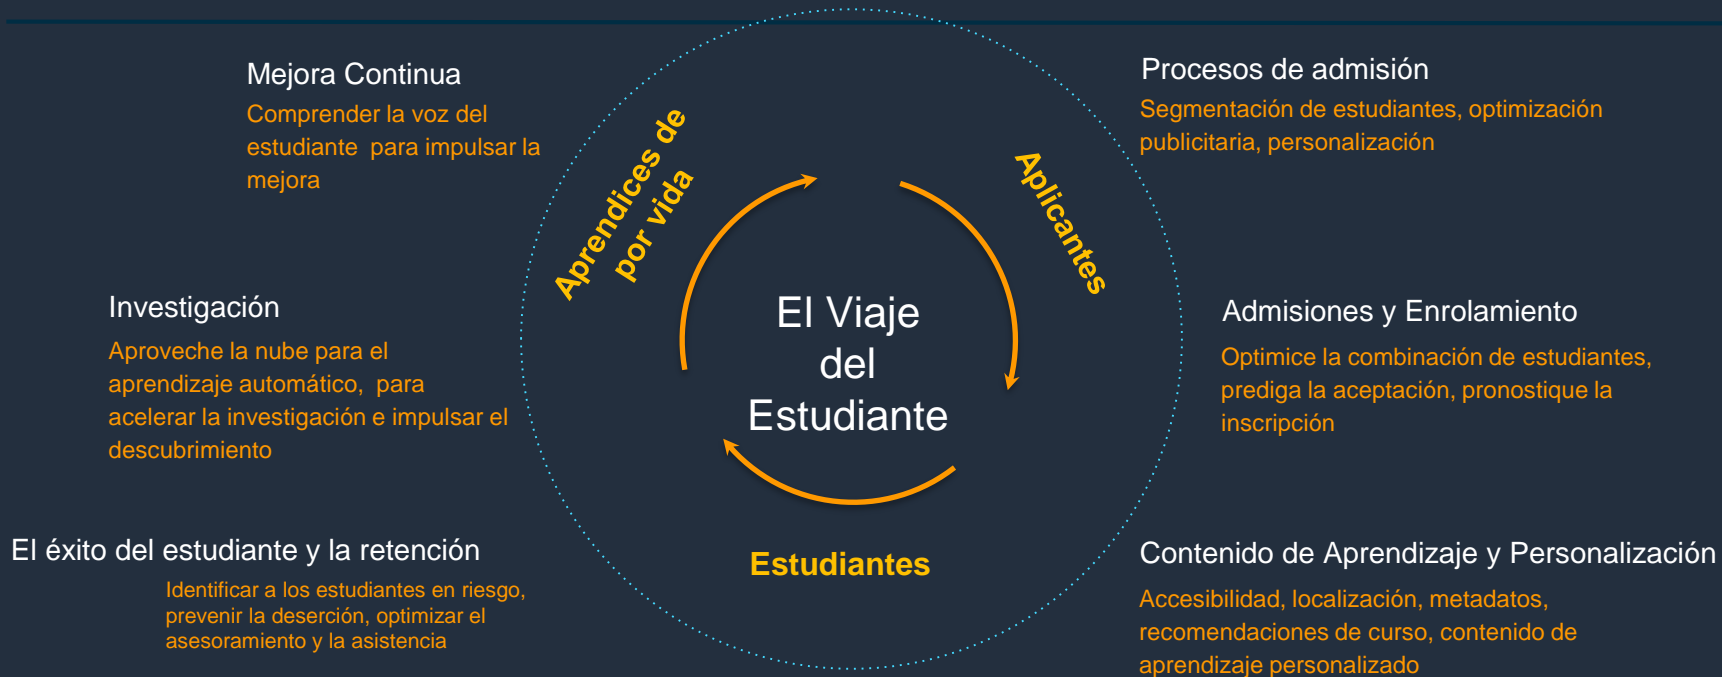 Mejora Continua
Comprender la voz del
estudiante para impulsar la
mejora
Investigación
Aproveche la nube para el
aprendizaje automático, para
acelerar la investigación e impulsar el
descubrimiento
El éxito del estudiante y la retención
Identificar a los estudiantes en riesgo,
prevenir la deserción, optimizar el
asesoramiento y la asistencia
Aprendices de
por vida
Aplicantes
El Viaje
del
Estudiante
Estudiantes
Procesos de admisión
Segmentación de estudiantes, optimización
publicitaria, personalización
Admisiones y Enrolamiento
Optimice la combinación de estudiantes,
prediga la aceptación, pronostique la
inscripción
Contenido de Aprendizaje y Personalización
Accesibilidad, localización, metadatos,
recomendaciones de curso, contenido de
aprendizaje personalizado